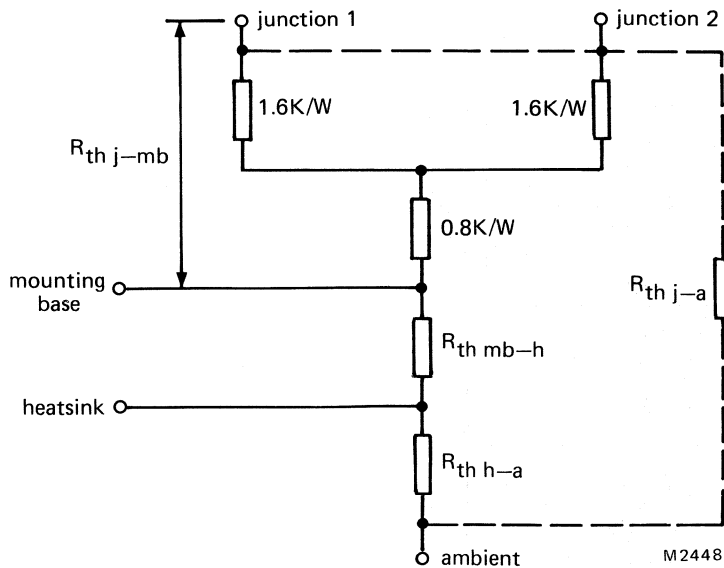 junction 1
junction 2
1.6K/W
1.6K/W
R th j–mb
0.8K/W
mounting
base
R th j–a
R th mb–h
heatsink
R th h–a
ambient
M2448